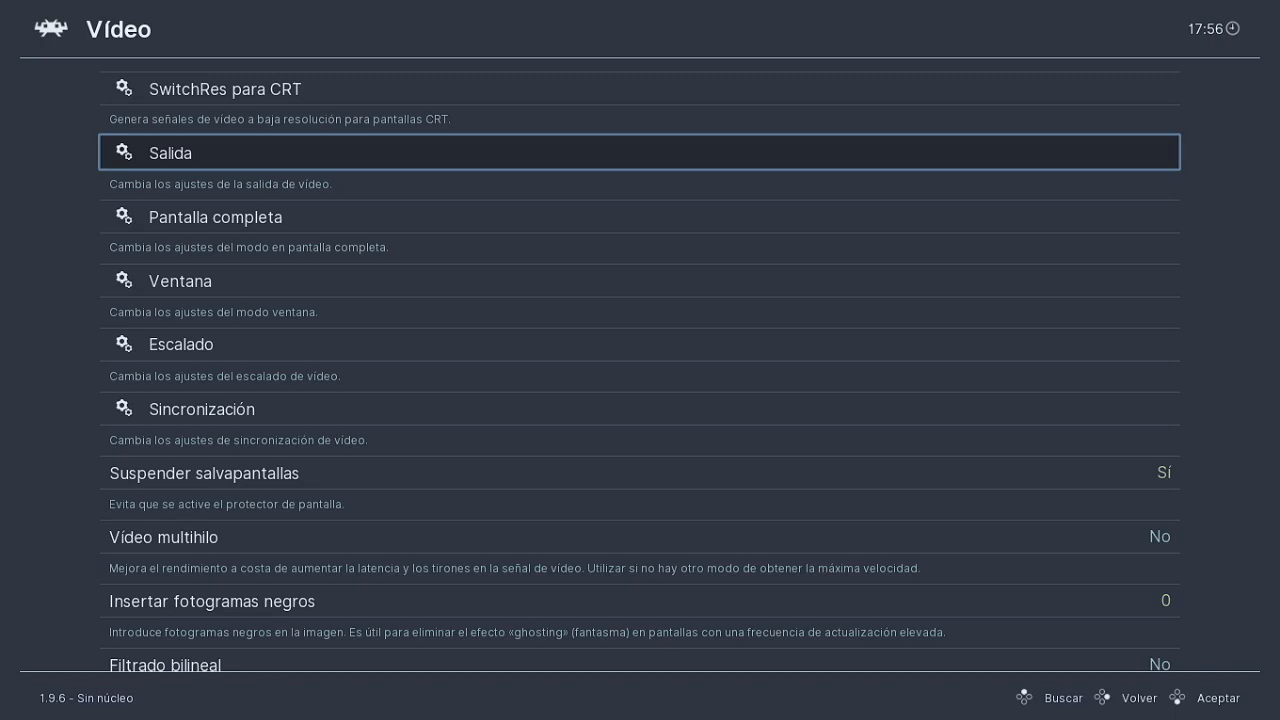 Vídeo
17:56
SwitchRes para CRT
Genera señales de vídeo a baja resolución para pantallas CRT.
Salida
Cambia los ajustes de la salida de vídeo.
Pantalla completa
Cambia los ajustes del modo en pantalla completa.
Ventana
Cambia los ajustes del modo ventana.
Escalado
Cambia los ajustes del escalado de vídeo.
Sincronización
Cambia los ajustes de sincronización de vídeo.
Suspender salvapantallas Sí
Evita que se active el protector de pantalla.
Vídeo multihilo No
Mejora el rendimiento a costa de aumentar la latencia y los tirones en la señal de vídeo. Utilizar si no hay otro modo de obtener la máxima velocidad.
Insertar fotogramas negros 0
Introduce fotogramas negros en la imagen. Es útil para eliminar el efecto «ghosting» (fantasma) en pantallas con una frecuencia de actualización elevada.
Filtrado bilineal No
1.9.6 - Sin núcleo
Buscar Volver Aceptar